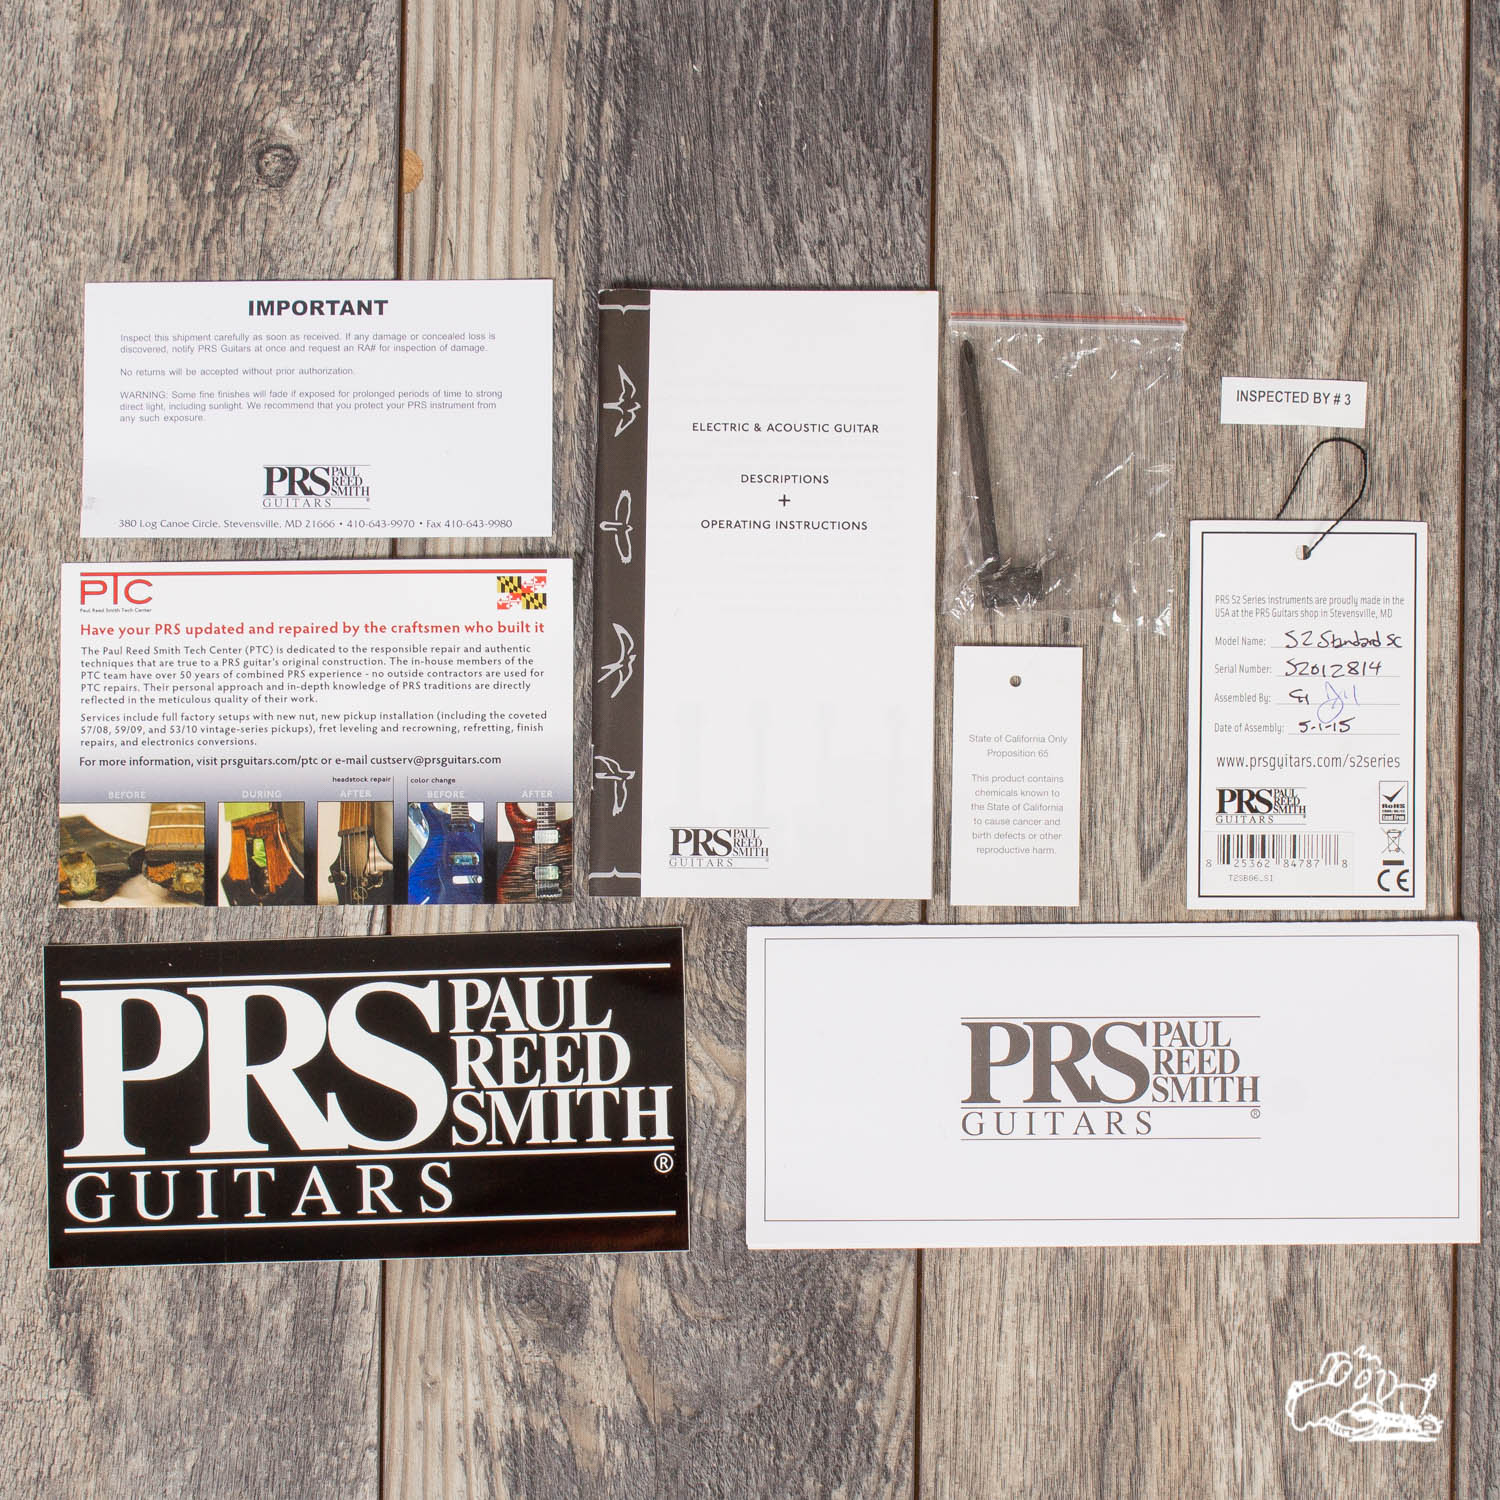 IMPORTANT
Inspect this shipment carefully as soon as received. If any damage or concealed loss is
discovered, notify PRS Guitars at once and request an RA# for inspection of damage.
No returns will be accepted without prior authorization.
WARNING: Some fine finishes will fade if exposed for prolonged periods of time to strong
direct light, including sunlight. We recommend that you protect your PRS instrument from
any such exposure.
PRS PAUL
REED
SMITH
GUITARS ®
380 Log Canoe Circle, Stevensville, MD 21666 • 410-643-9970 • Fax 410-643-9980
PTC
Paul Reed Smith Tech Center
Have your PRS updated and repaired by the craftsmen who built it
The Paul Reed Smith Tech Center (PTC) is dedicated to the responsible repair and authentic
techniques that are true to a PRS guitar's original construction. The in-house members of the
PTC team have over 50 years of combined PRS experience - no outside contractors are used for
PTC repairs. Their personal approach and in-depth knowledge of PRS traditions are directly
reflected in the meticulous quality of their work.
Services include full factory setups with new nut, new pickup installation (including the coveted
57/08, 59/09, and 53/10 vintage-series pickups), fret leveling and recrowning, refretting, finish
repairs, and electronics conversions.
For more information, visit prsguitars.com/ptc or e-mail custserv@prsguitars.com
headstock repair color change
BEFORE DURING AFTER BEFORE AFTER
ELECTRIC & ACOUSTIC GUITAR
DESCRIPTIONS
+
OPERATING INSTRUCTIONS
PRS PAUL
REED
SMITH
GUITARS ®
State of California Only
Proposition 65
This product contains
chemicals known to
the State of California
to cause cancer and
birth defects or other
reproductive harm.
INSPECTED BY # 3
PRS S2 Series instruments are proudly made in the
USA at the PRS Guitars shop in Stevensville, MD
Model Name: S2 Standard SC
Serial Number: S2012814
Assembled By:
Date of Assembly: 5-1-15
www.prsguitars.com/s2series
PRS PAUL
REED
SMITH
GUITARS ®
RoHS
Lead Free
8 25362 84787 8
T2SB06_SI
CE
PRS PAUL
REED
SMITH
GUITARS ®
PRS PAUL
REED
SMITH
GUITARS ®